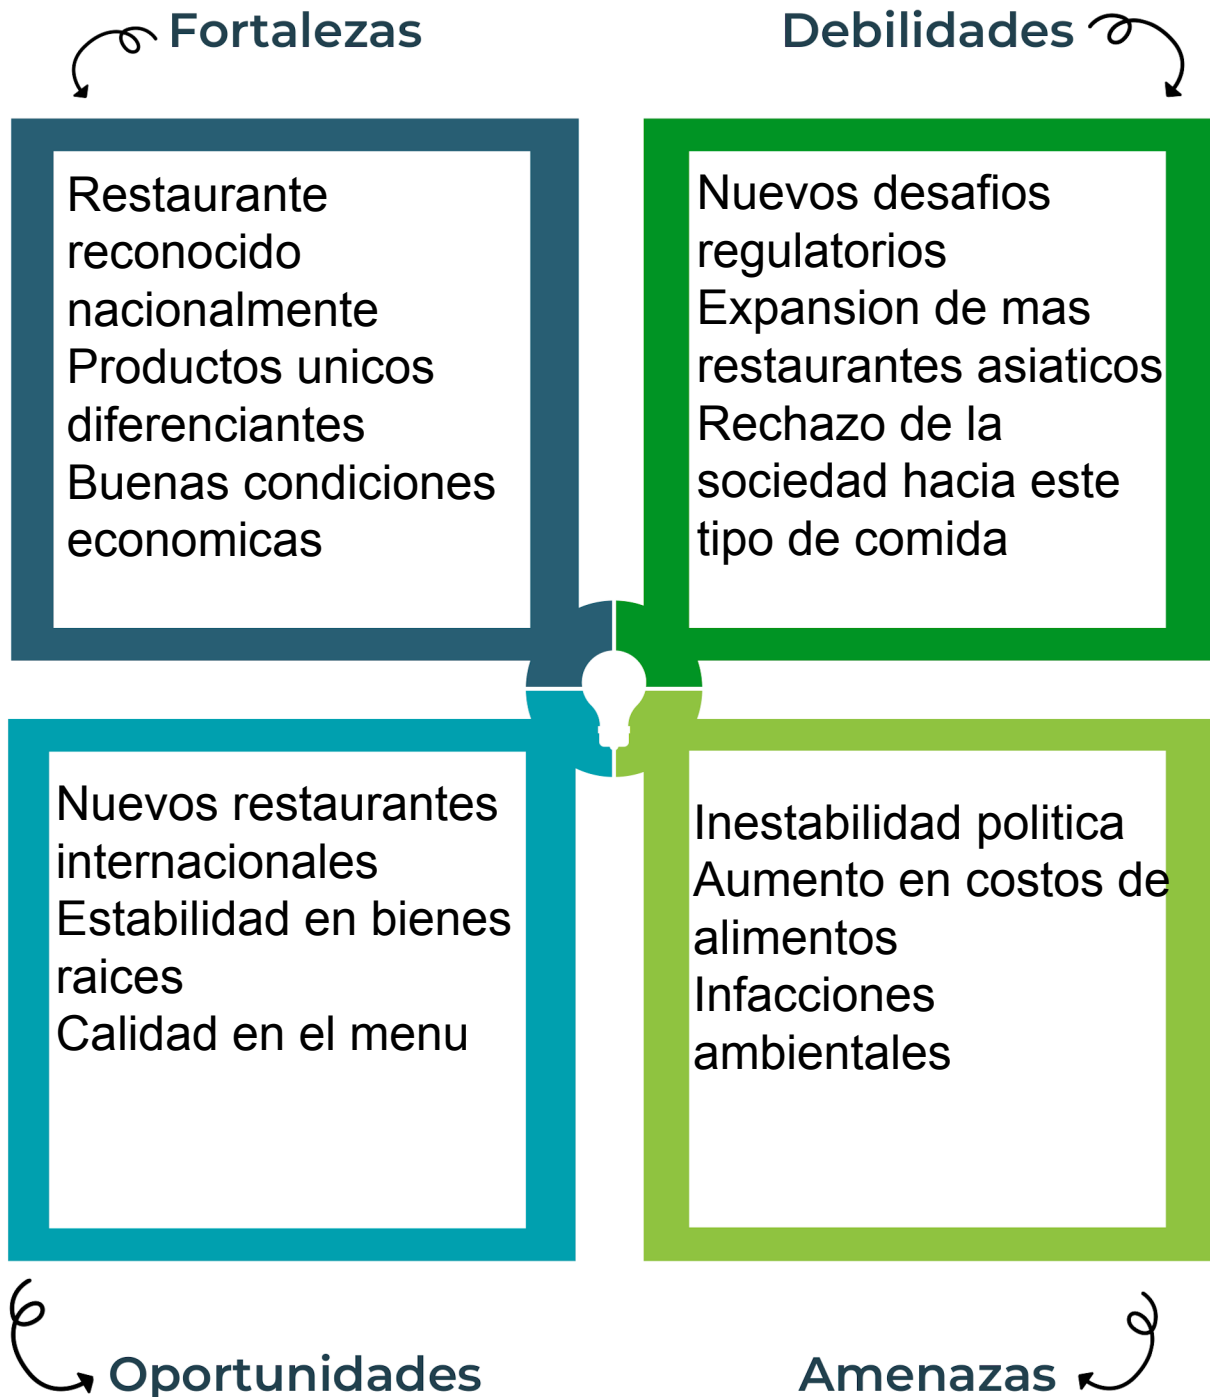 Fortalezas
Restaurante
reconocido
nacionalmente
Productos unicos
diferenciantes
Buenas condiciones
economicas
Debilidades
Nuevos desafios
regulatorios
Expansion de mas
restaurantes asiaticos
Rechazo de la
sociedad hacia este
tipo de comida
Nuevos restaurantes
internacionales
Estabilidad en bienes
raices
Calidad en el menu
Oportunidades
Inestabilidad politica
Aumento en costos de
alimentos
Infacciones
ambientales
Amenazas